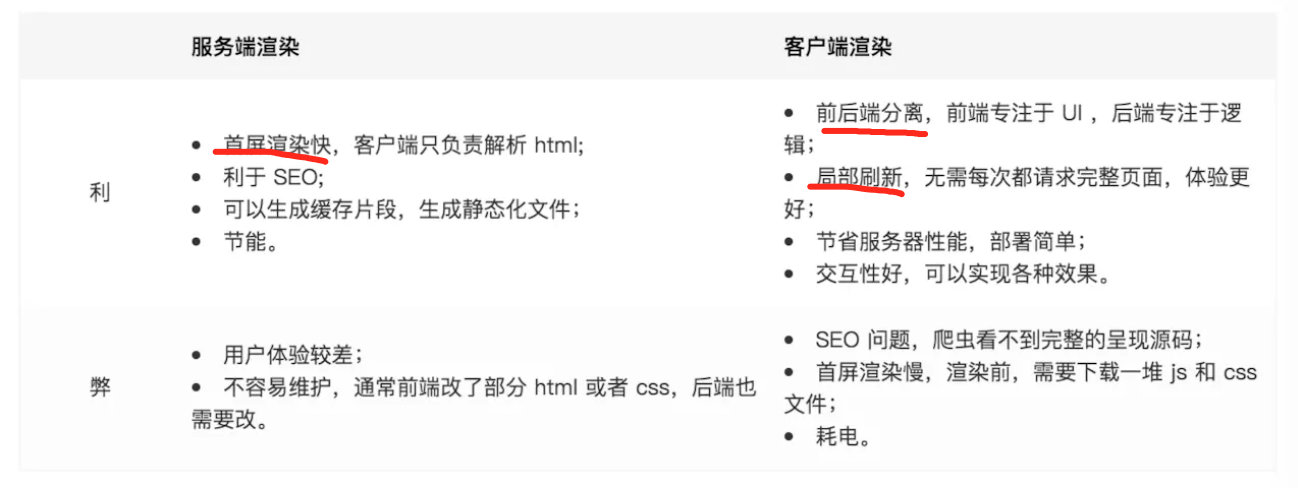 服务端渲染
客户端渲染
利
• 首屏渲染快，客户端只负责解析 html;
• 利于 SEO;
• 可以生成缓存片段，生成静态化文件；
• 节能。
• 前后端分离，前端专注于 UI ，后端专注于逻
辑；
• 局部刷新，无需每次都请求完整页面，体验更
好；
• 节省服务器性能，部署简单；
• 交互性好，可以实现各种效果。
弊
• 用户体验较差；
• 不容易维护，通常前端改了部分 html 或者 css，后端也
需要改。
• SEO 问题，爬虫看不到完整的呈现源码；
• 首屏渲染慢，渲染前，需要下载一堆 js 和 css
文件；
• 耗电。